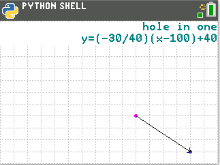 PYTHON SHELL
hole in one
y=(-30/40)(x-100)+40